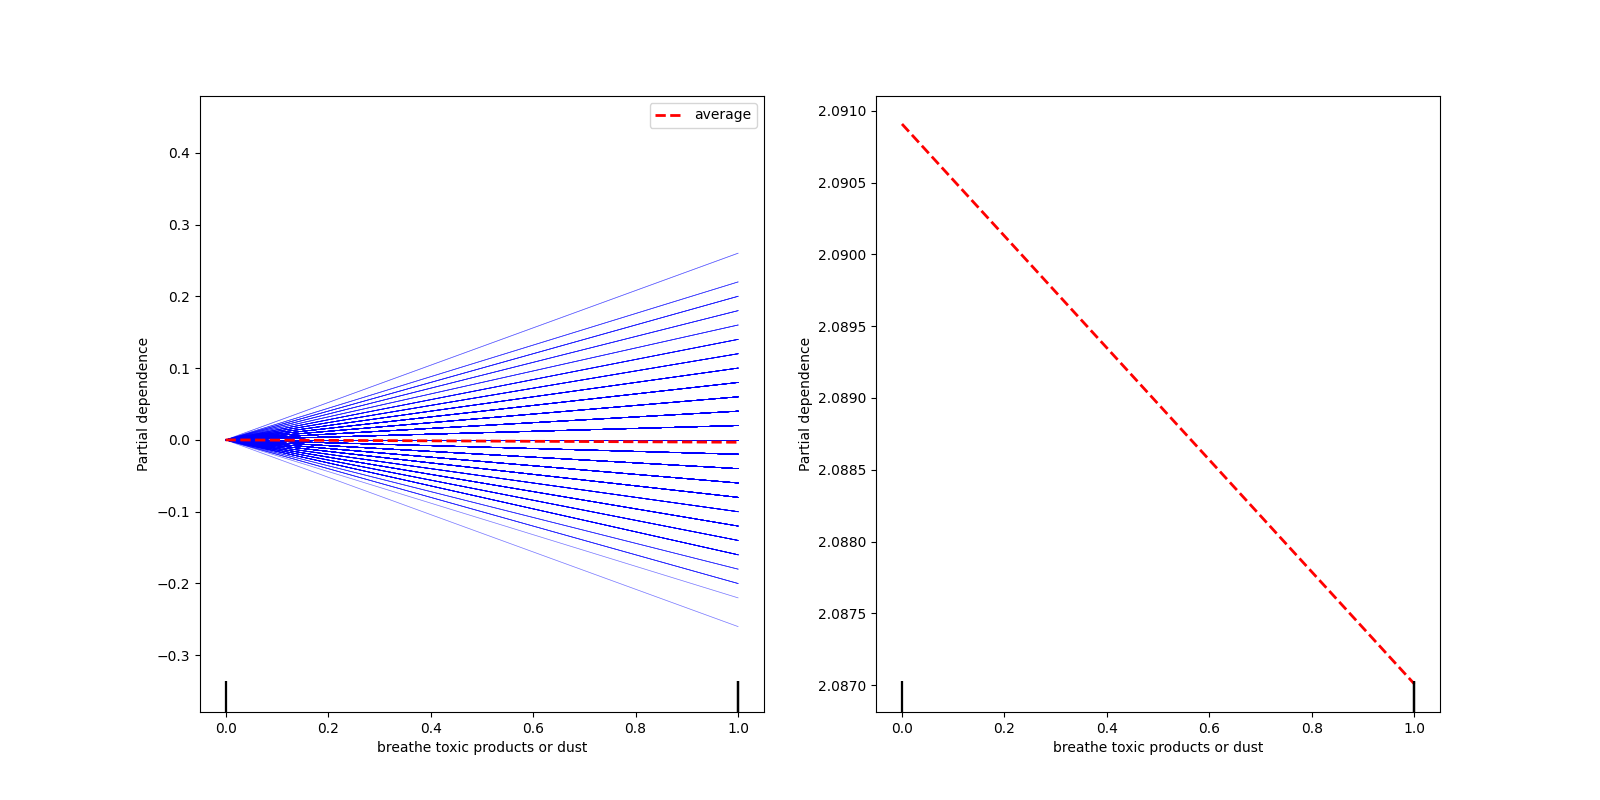 average
0.4
0.3
0.2
0.1
0.0
−0.1
−0.2
−0.3
Partial dependence
0.0 0.2 0.4 0.6 0.8 1.0
breathe toxic products or dust
2.0910
2.0905
2.0900
2.0895
2.0890
2.0885
2.0880
2.0875
2.0870
Partial dependence
0.0 0.2 0.4 0.6 0.8 1.0
breathe toxic products or dust